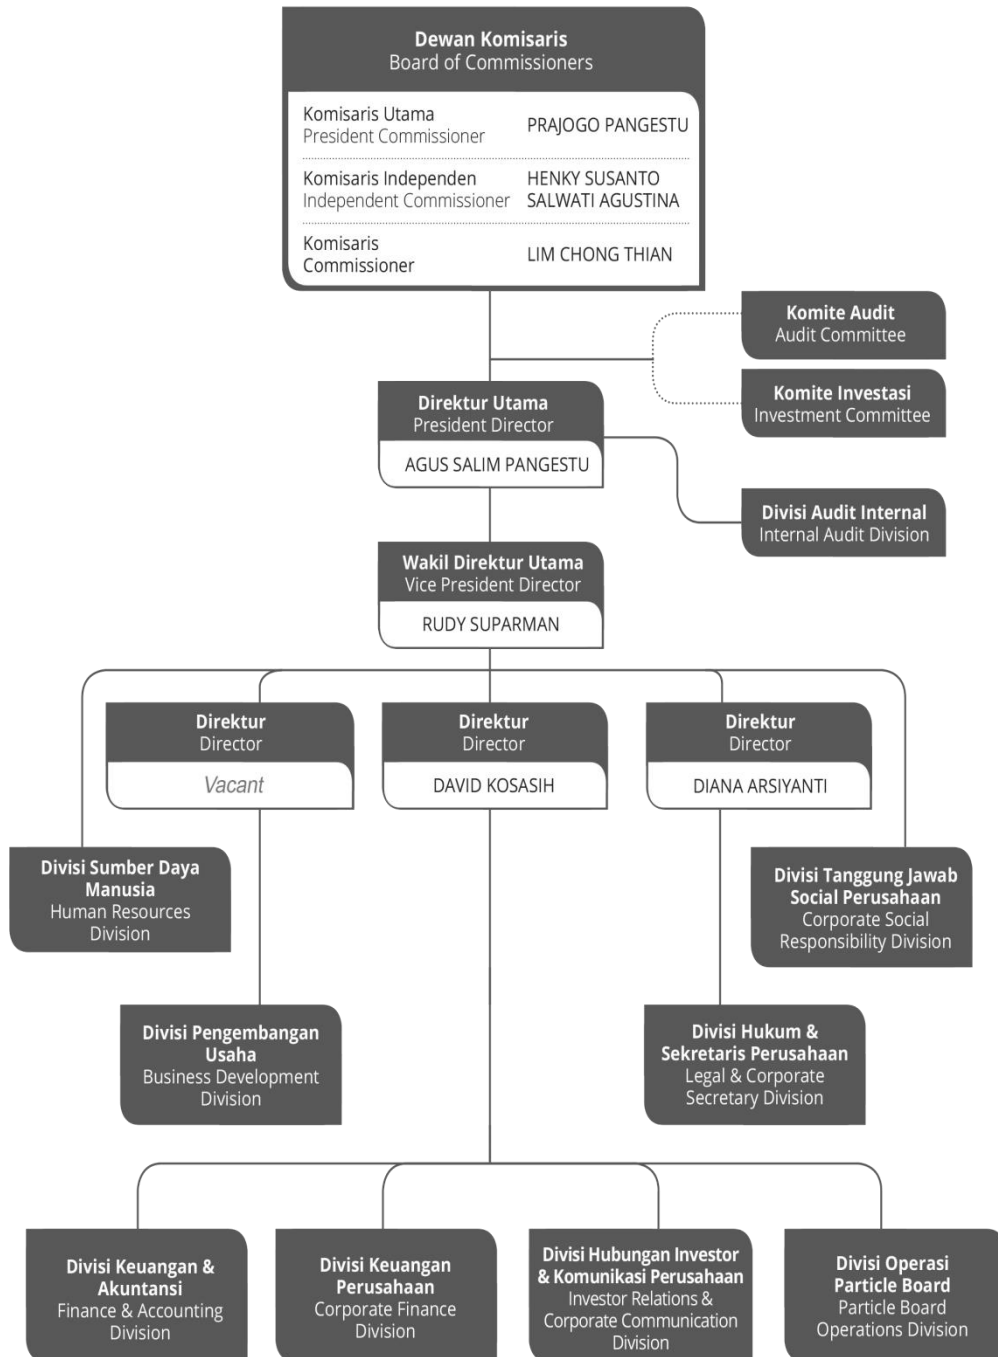 Dewan Komisaris
Board of Commissioners
Komisaris Utama
President Commissioner
PRAJOGO PANGESTU
Komisaris Independen
Independent Commissioner
HENKY SUSANTO
SALWATI AGUSTINA
Komisaris
Commissioner
LIM CHONG THIAN
Komite Audit
Audit Committee
Komite Investasi
Investment Committee
Direktur Utama
President Director
AGUS SALIM PANGESTU
Divisi Audit Internal
Internal Audit Division
Wakil Direktur Utama
Vice President Director
RUDY SUPARMAN
Direktur
Director
Vacant
Direktur
Director
DAVID KOSASIH
Direktur
Director
DIANA ARSIYANTI
Divisi Sumber Daya
Manusia
Human Resources
Division
Divisi Tanggung Jawab
Social Perusahaan
Corporate Social
Responsibility Division
Divisi Pengembangan
Usaha
Business Development
Division
Divisi Hukum &
Sekretaris Perusahaan
Legal & Corporate
Secretary Division
Divisi Keuangan &
Akuntansi
Finance & Accounting
Division
Divisi Keuangan
Perusahaan
Corporate Finance
Division
Divisi Hubungan Investor
& Komunikasi Perusahaan
Investor Relations &
Corporate Communication
Division
Divisi Operasi
Particle Board
Particle Board
Operations Division